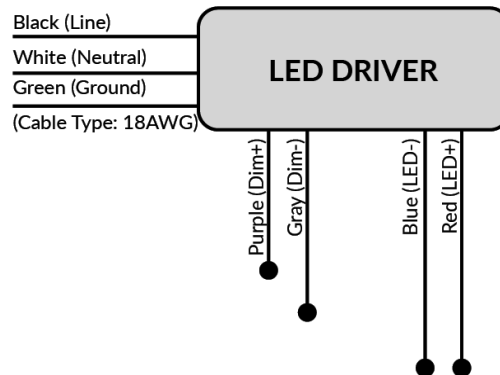 Black (Line)
White (Neutral)
Green (Ground)
(Cable Type: 18AWG)
LED DRIVER
Purple (Dim+)
Gray (Dim-)
Blue (LED-)
Red (LED+)